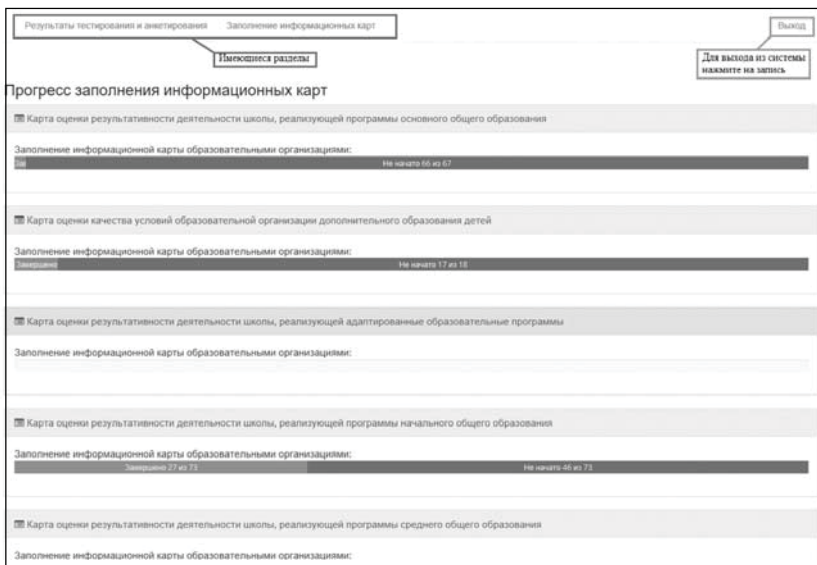 Результаты тестирования и анкетирования Заполнение информационных карт Выход
Имеющиеся разделы
Для выхода из системы
нажмите на запись
Прогресс заполнения информационных карт
Карта оценки результативности деятельности школы, реализующей программы основного общего образования
Заполнение информационной карты образовательными организациями:
Зав Не начато 66 из 67
Карта оценки качества условий образовательной организации дополнительного образования детей
Заполнение информационной карты образовательными организациями:
Завершено Не начато 17 из 18
Карта оценки результативности деятельности школы, реализующей адаптированные образовательные программы
Заполнение информационной карты образовательными организациями:
Карта оценки результативности деятельности школы, реализующей программы начального общего образования
Заполнение информационной карты образовательными организациями:
Завершено 27 из 73 Не начато 46 из 73
Карта оценки результативности деятельности школы, реализующей программы среднего общего образования
Заполнение информационной карты образовательными организациями: